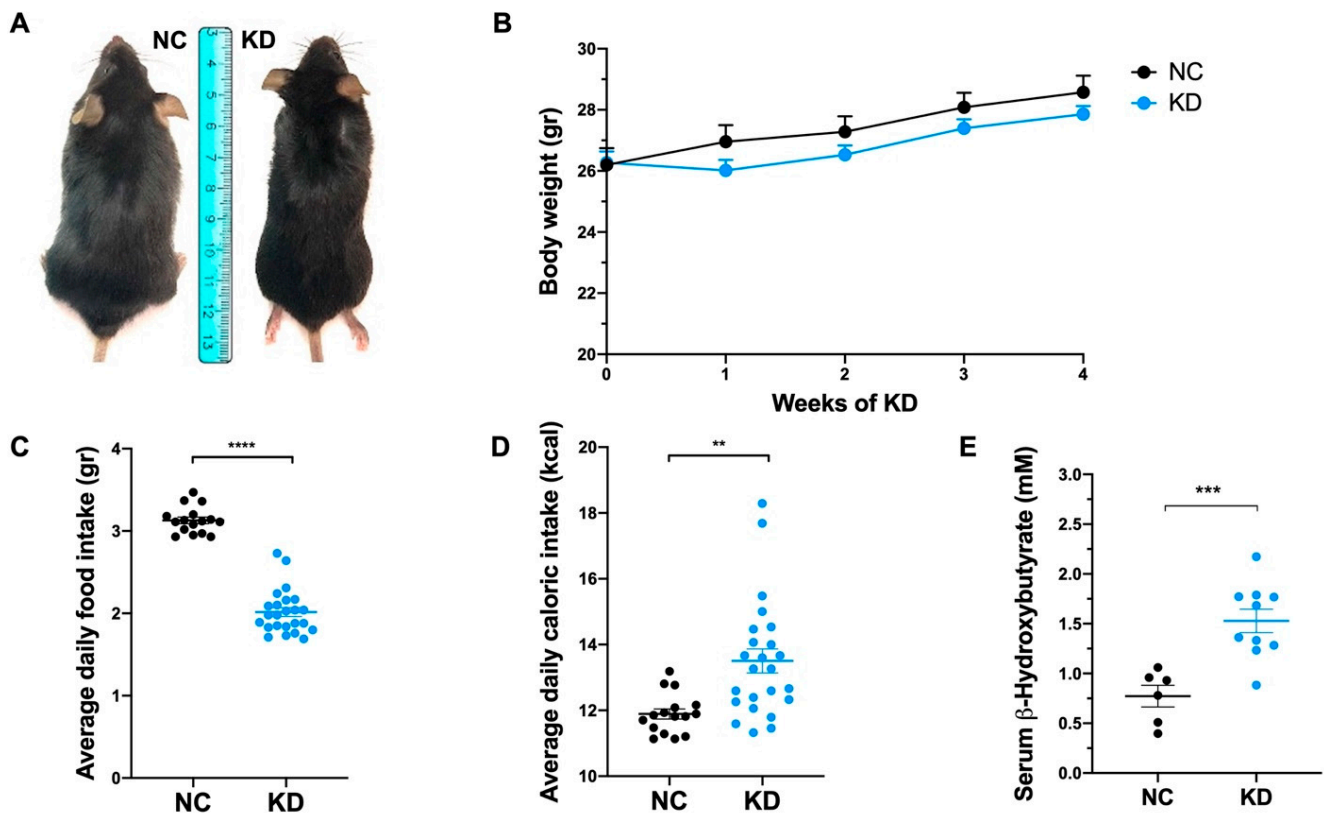 A
NC
KD
3
4
5
6
7
8
9
10
11
12
13
B
Body weight (gr)
30
28
26
24
22
20
0
1
2
3
4
Weeks of KD
NC
KD
C
Average daily food intake (gr)
4
3
2
1
0
****
NC
KD
D
Average daily caloric intake (kcal)
20
18
16
14
12
10
**
NC
KD
E
Serum β-Hydroxybutyrate (mM)
3.0
2.5
2.0
1.5
1.0
0.5
0.0
***
NC
KD